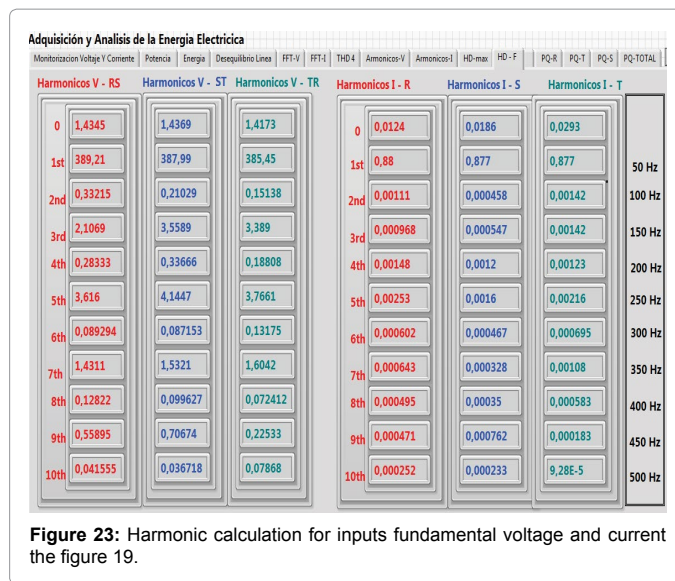 Adquisición y Analisis de la Energia Electricica
Monitorizacion Voltaje Y Corriente Potencia Energia Desequilibrio Linea FFT-V FFT-I THD 4 Armonicos-V Armonicos-I HD-max HD - F PQ-R PQ-T PQ-S PQ-TOTAL
Harmonicos V - RS Harmonicos V - ST Harmonicos V - TR Harmonicos I - R Harmonicos I - S Harmonicos I - T
0 1,4345 1,4369 1,4173 0 0,0124 0,0186 0,0293
1st 389,21 387,99 385,45 1st 0,88 0,877 0,877 50 Hz
2nd 0,33215 0,21029 0,15138 2nd 0,00111 0,000458 0,00142 100 Hz
3rd 2,1069 3,5589 3,389 3rd 0,000968 0,000547 0,00142 150 Hz
4th 0,28333 0,33666 0,18808 4th 0,00148 0,0012 0,00123 200 Hz
5th 3,616 4,1447 3,7661 5th 0,00253 0,0016 0,00216 250 Hz
6th 0,089294 0,087153 0,13175 6th 0,000602 0,000467 0,000695 300 Hz
7th 1,4311 1,5321 1,6042 7th 0,000643 0,000328 0,00108 350 Hz
8th 0,12822 0,099627 0,072412 8th 0,000495 0,00035 0,000583 400 Hz
9th 0,55895 0,70674 0,22533 9th 0,000471 0,000762 0,000183 450 Hz
10th 0,041555 0,036718 0,07868 10th 0,000252 0,000233 9,28E-5 500 Hz
Figure 23: Harmonic calculation for inputs fundamental voltage and current
the figure 19.